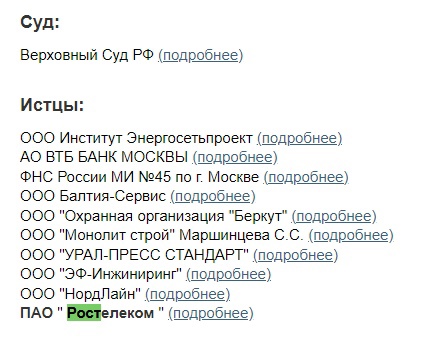 Суд:
Верховный Суд РФ (подробнее)
Истцы:
ООО Институт Энергосетьпроект (подробнее)
АО ВТБ БАНК МОСКВЫ (подробнее)
ФНС России МИ №45 по г. Москве (подробнее)
ООО Балтия-Сервис (подробнее)
ООО "Охранная организация "Беркут" (подробнее)
ООО "Монолит строй" Маршинцева С.С. (подробнее)
ООО "УРАЛ-ПРЕСС СТАНДАРТ" (подробнее)
ООО "ЭФ-Инжиниринг" (подробнее)
ООО "НордЛайн" (подробнее)
ПАО " Ростелеком " (подробнее)